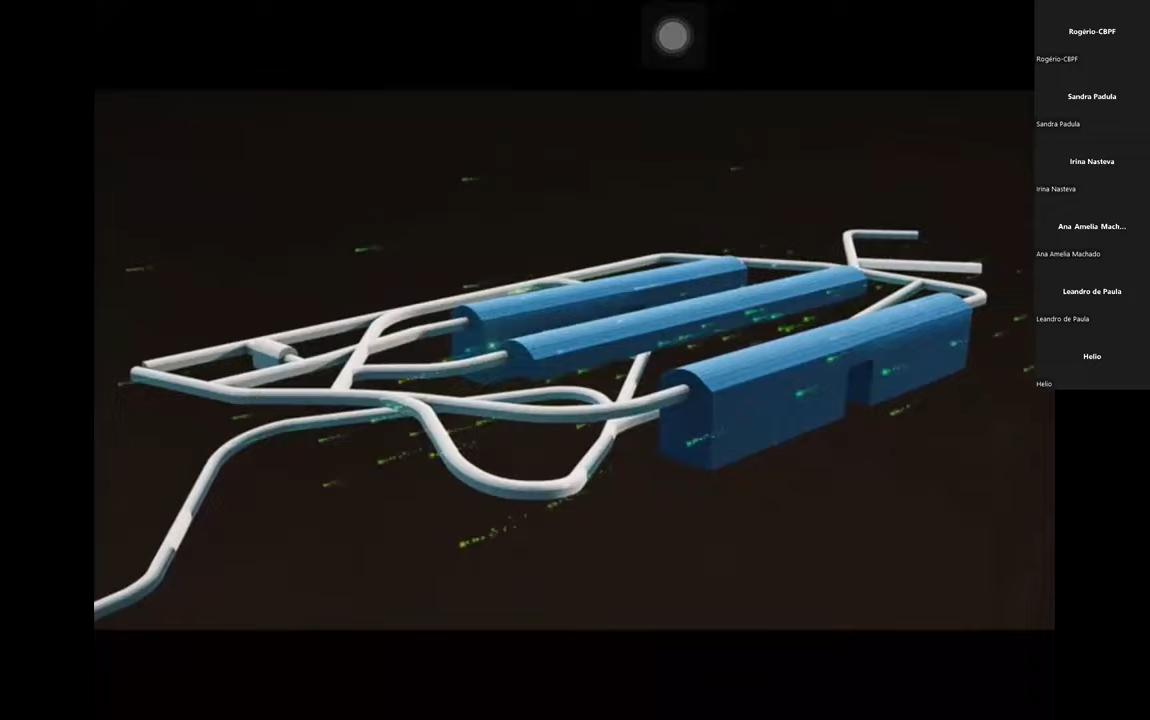 Rogério-CBPF
Rogério-CBPF
Sandra Padula
Sandra Padula
Irina Nasteva
Irina Nasteva
Ana Amelia Mach...
Ana Amelia Machado
Leandro de Paula
Leandro de Paula
Helio
Helio